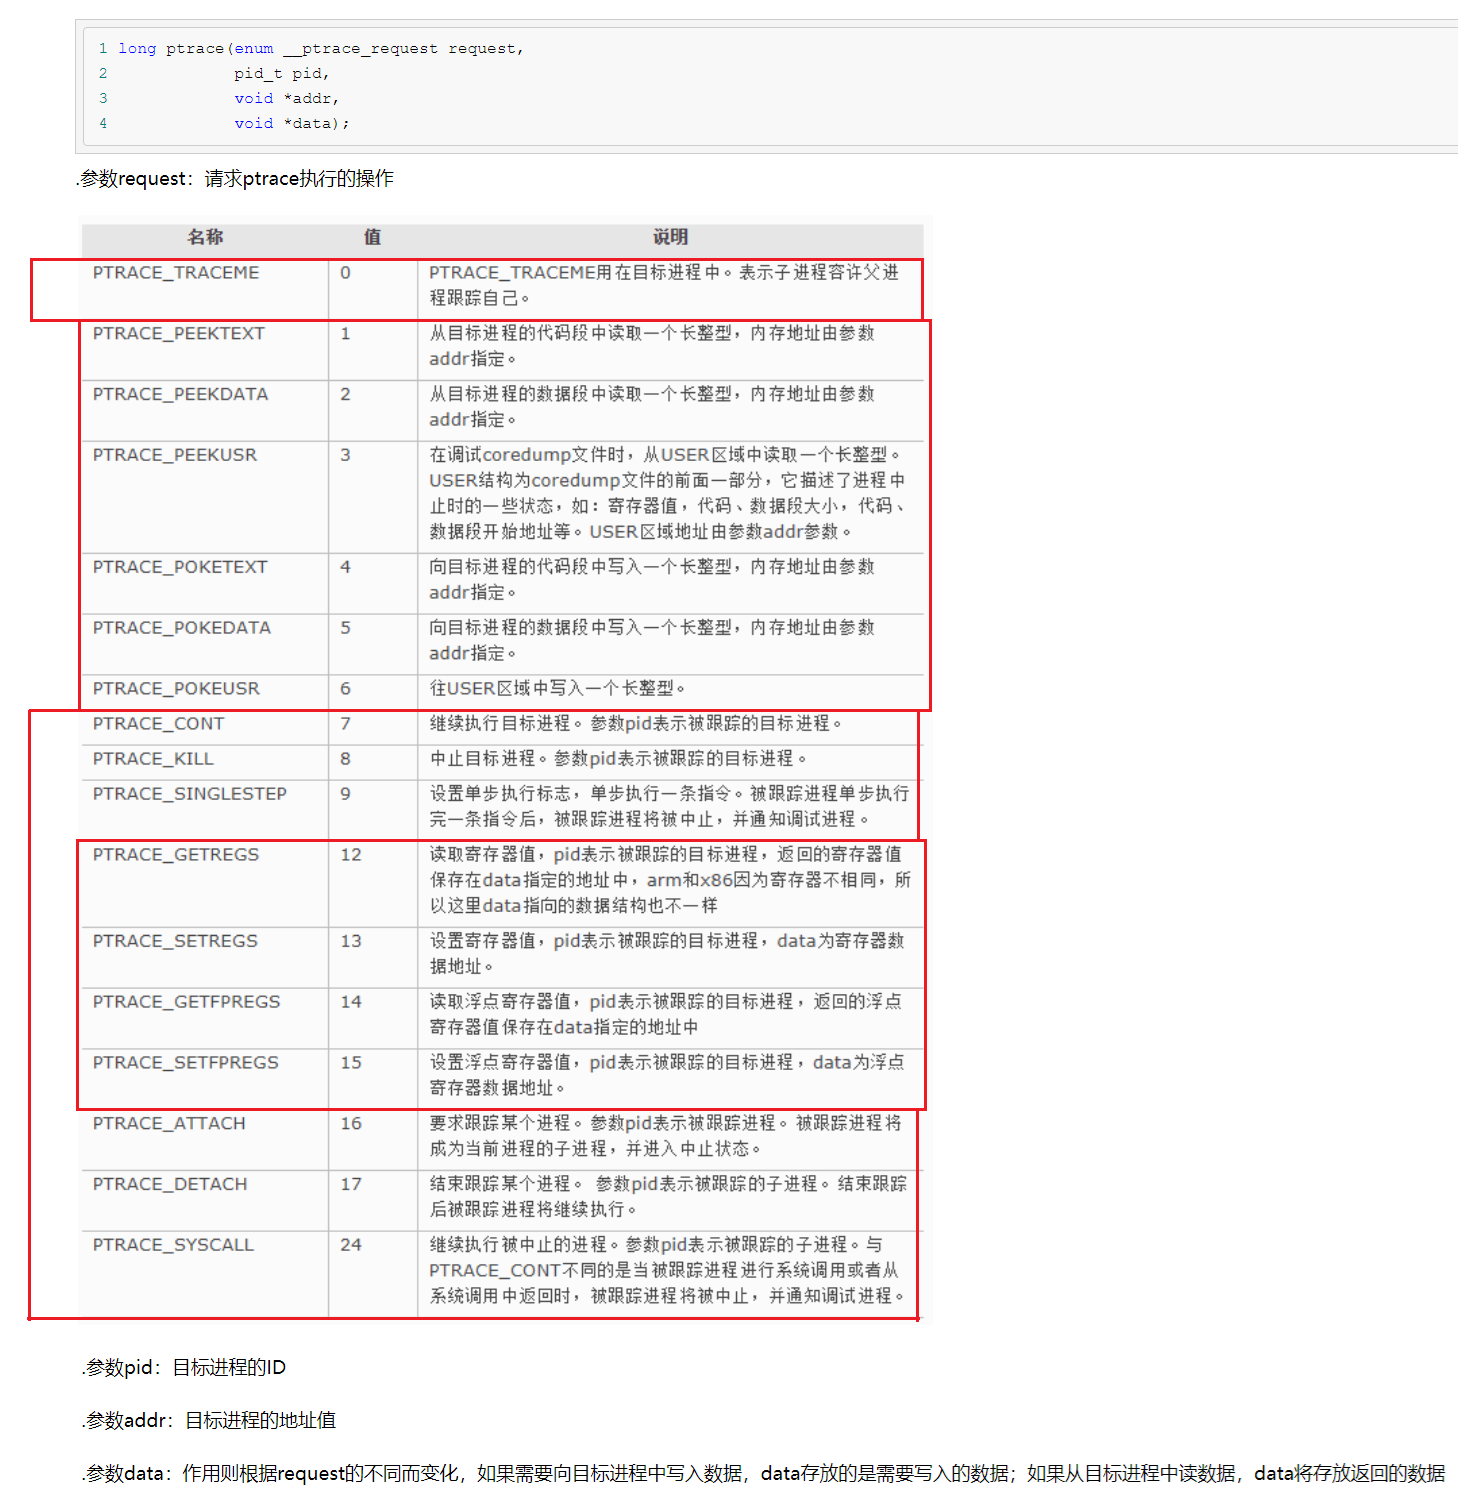 1 long ptrace(enum __ptrace_request request,
2 pid_t pid,
3 void *addr,
4 void *data);
.参数request：请求ptrace执行的操作
名称 值 说明
PTRACE_TRACEME 0 PTRACE_TRACEME用在目标进程中。表示子进程容许父进
程跟踪自己。
PTRACE_PEEKTEXT 1 从目标进程的代码段中读取一个长整型，内存地址由参数
addr指定。
PTRACE_PEEKDATA 2 从目标进程的数据段中读取一个长整型，内存地址由参数
addr指定。
PTRACE_PEEKUSR 3 在调试coredump文件时，从USER区域中读取一个长整型。
USER结构为coredump文件的前面一部分，它描述了进程中
止时的一些状态，如：寄存器值，代码、数据段大小，代码、
数据段开始地址等。USER区域地址由参数addr参数。
PTRACE_POKETEXT 4 向目标进程的代码段中写入一个长整型，内存地址由参数
addr指定。
PTRACE_POKEDATA 5 向目标进程的数据段中写入一个长整型，内存地址由参数
addr指定。
PTRACE_POKEUSR 6 往USER区域中写入一个长整型。
PTRACE_CONT 7 继续执行目标进程。参数pid表示被跟踪的目标进程。
PTRACE_KILL 8 中止目标进程。参数pid表示被跟踪的目标进程。
PTRACE_SINGLESTEP 9 设置单步执行标志，单步执行一条指令。被跟踪进程单步执行
完一条指令后，被跟踪进程将被中止，并通知调试进程。
PTRACE_GETREGS 12 读取寄存器值，pid表示被跟踪的目标进程，返回的寄存器值
保存在data指定的地址中，arm和x86因为寄存器不相同，所
以这里data指向的数据结构也不一样
PTRACE_SETREGS 13 设置寄存器值，pid表示被跟踪的目标进程，data为寄存器数
据地址。
PTRACE_GETFPREGS 14 读取浮点寄存器值，pid表示被跟踪的目标进程，返回的浮点
寄存器值保存在data指定的地址中
PTRACE_SETFPREGS 15 设置浮点寄存器值，pid表示被跟踪的目标进程，data为浮点
寄存器数据地址。
PTRACE_ATTACH 16 要求跟踪某个进程。参数pid表示被跟踪进程。被跟踪进程将
成为当前进程的子进程，并进入中止状态。
PTRACE_DETACH 17 结束跟踪某个进程。 参数pid表示被跟踪的子进程。结束跟踪
后被跟踪进程将继续执行。
PTRACE_SYSCALL 24 继续执行被中止的进程。参数pid表示被跟踪的子进程。与
PTRACE_CONT不同的是当被跟踪进程进行系统调用或者从
系统调用中返回时，被跟踪进程将被中止，并通知调试进程。
.参数pid：目标进程的ID
.参数addr：目标进程的地址值
.参数data：作用则根据request的不同而变化，如果需要向目标进程中写入数据，data存放的是需要写入的数据；如果从目标进程中读数据，data将存放返回的数据